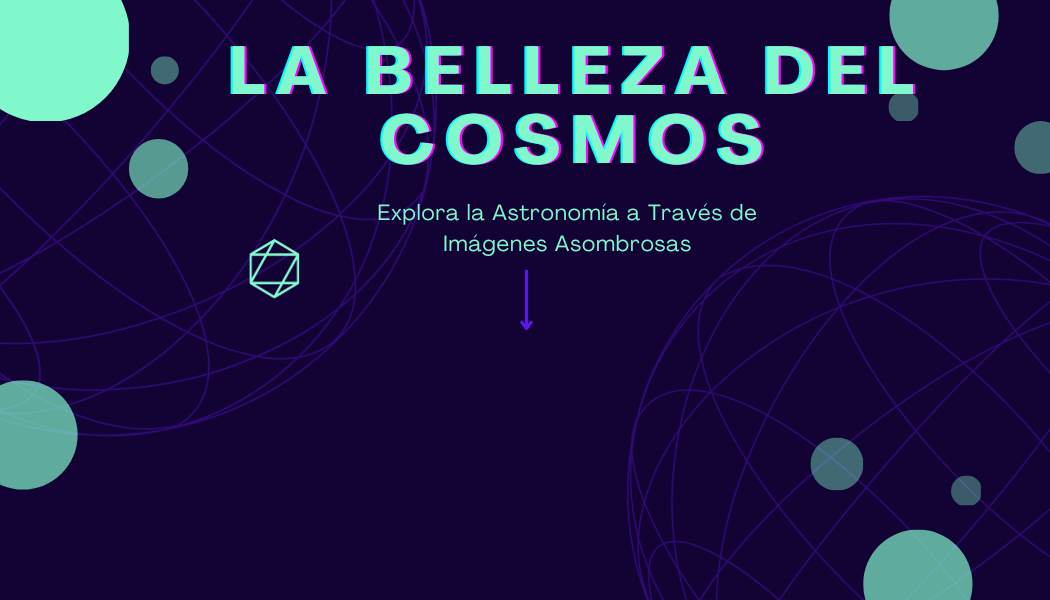 LA BELLEZA DEL
COSMOS
Explora la Astronomía a Través de
Imágenes Asombrosas